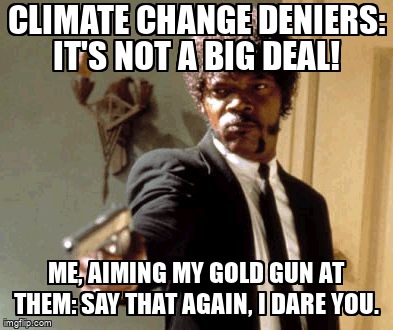 CLIMATE CHANGE DENIERS:
IT'S NOT A BIG DEAL!
ME, AIMING MY GOLD GUN AT
THEM: SAY THAT AGAIN, I DARE YOU.
imgflip.com